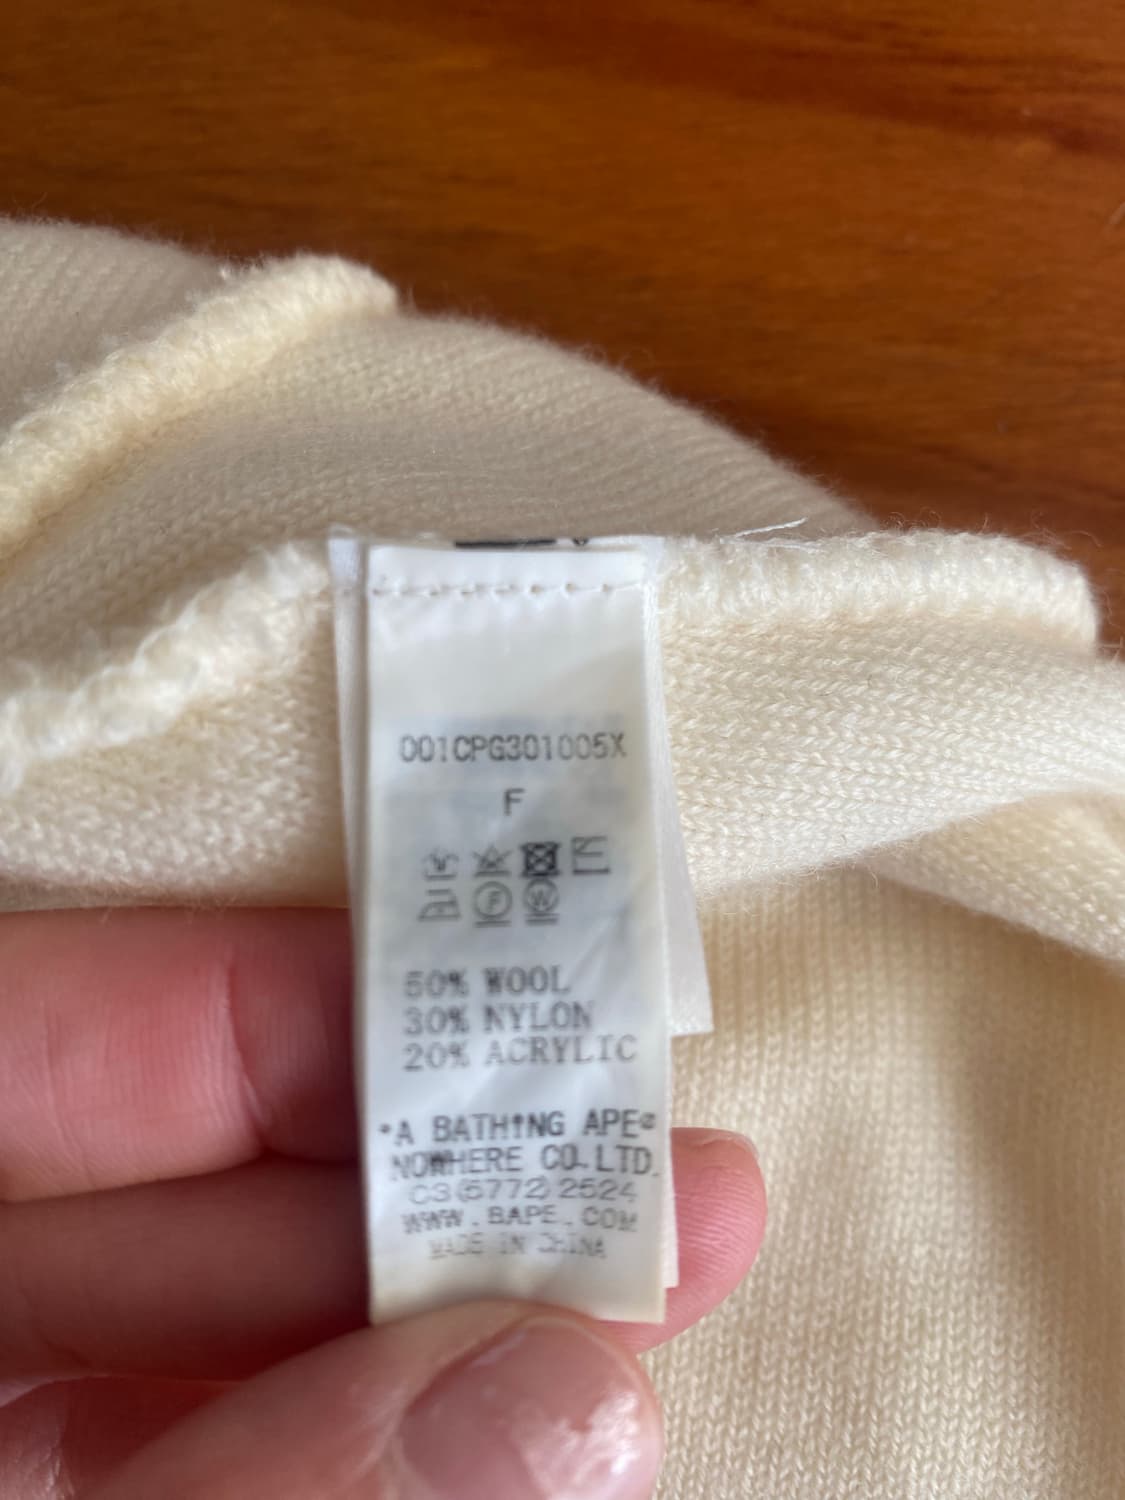 001CPG301005X
F
50% WOOL
30% NYLON
20% ACRYLIC
*A BATHING APE®
NOWHERE CO.LTD.
03(5772)2524
WWW.BAPE.COM
MADE IN CHINA